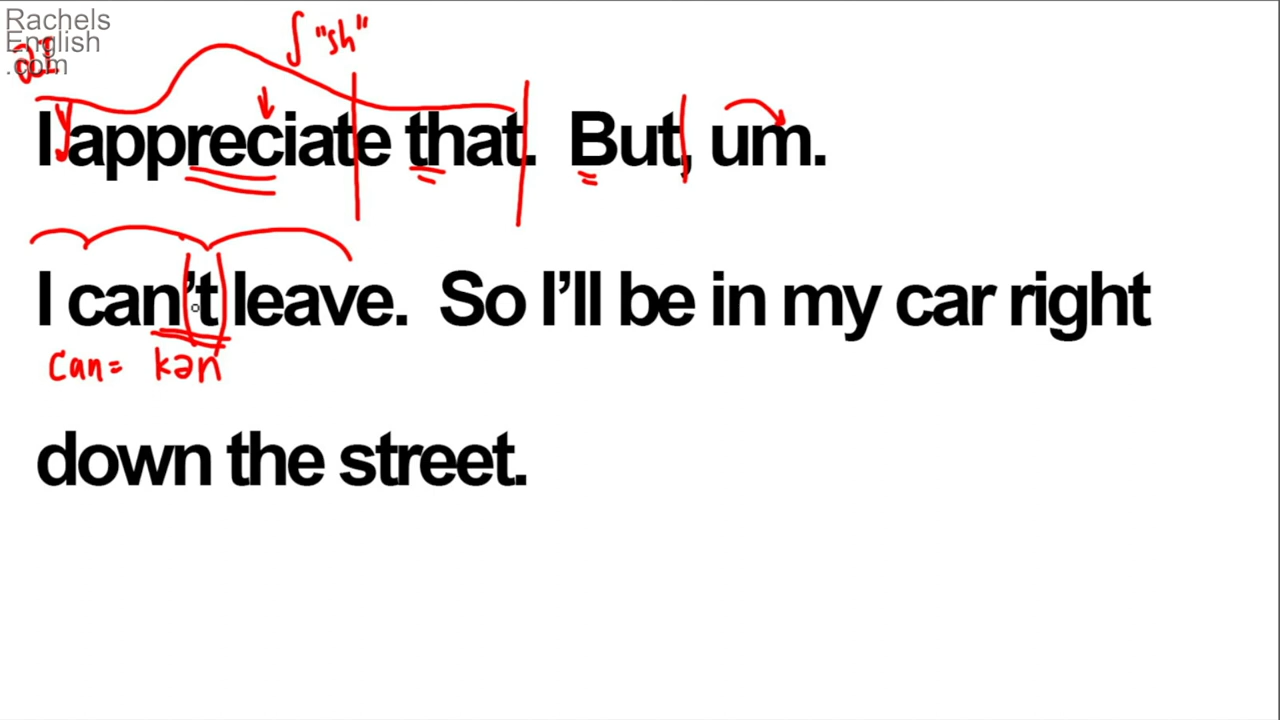 Rachels
English
.com
ʃ "sh"
I appreciate that. But, um.
I can't leave. So I'll be in my car right
can = kən
down the street.